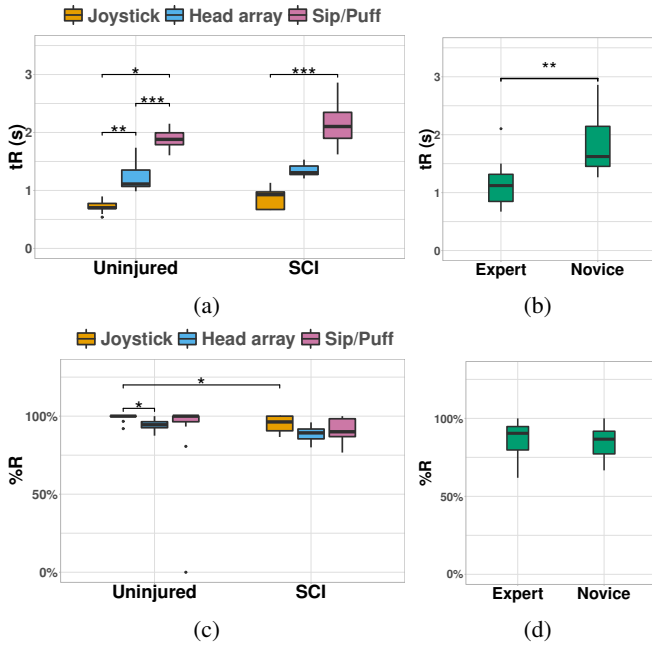 Joystick Head array Sip/Puff
*
***
**
***
3
2
1
0
tR (s)
Uninjured SCI
(a)
**
3
2
1
0
tR (s)
Expert Novice
(b)
Joystick Head array Sip/Puff
*
*
100%
50%
0%
%R
Uninjured SCI
(c)
100%
50%
0%
%R
Expert Novice
(d)